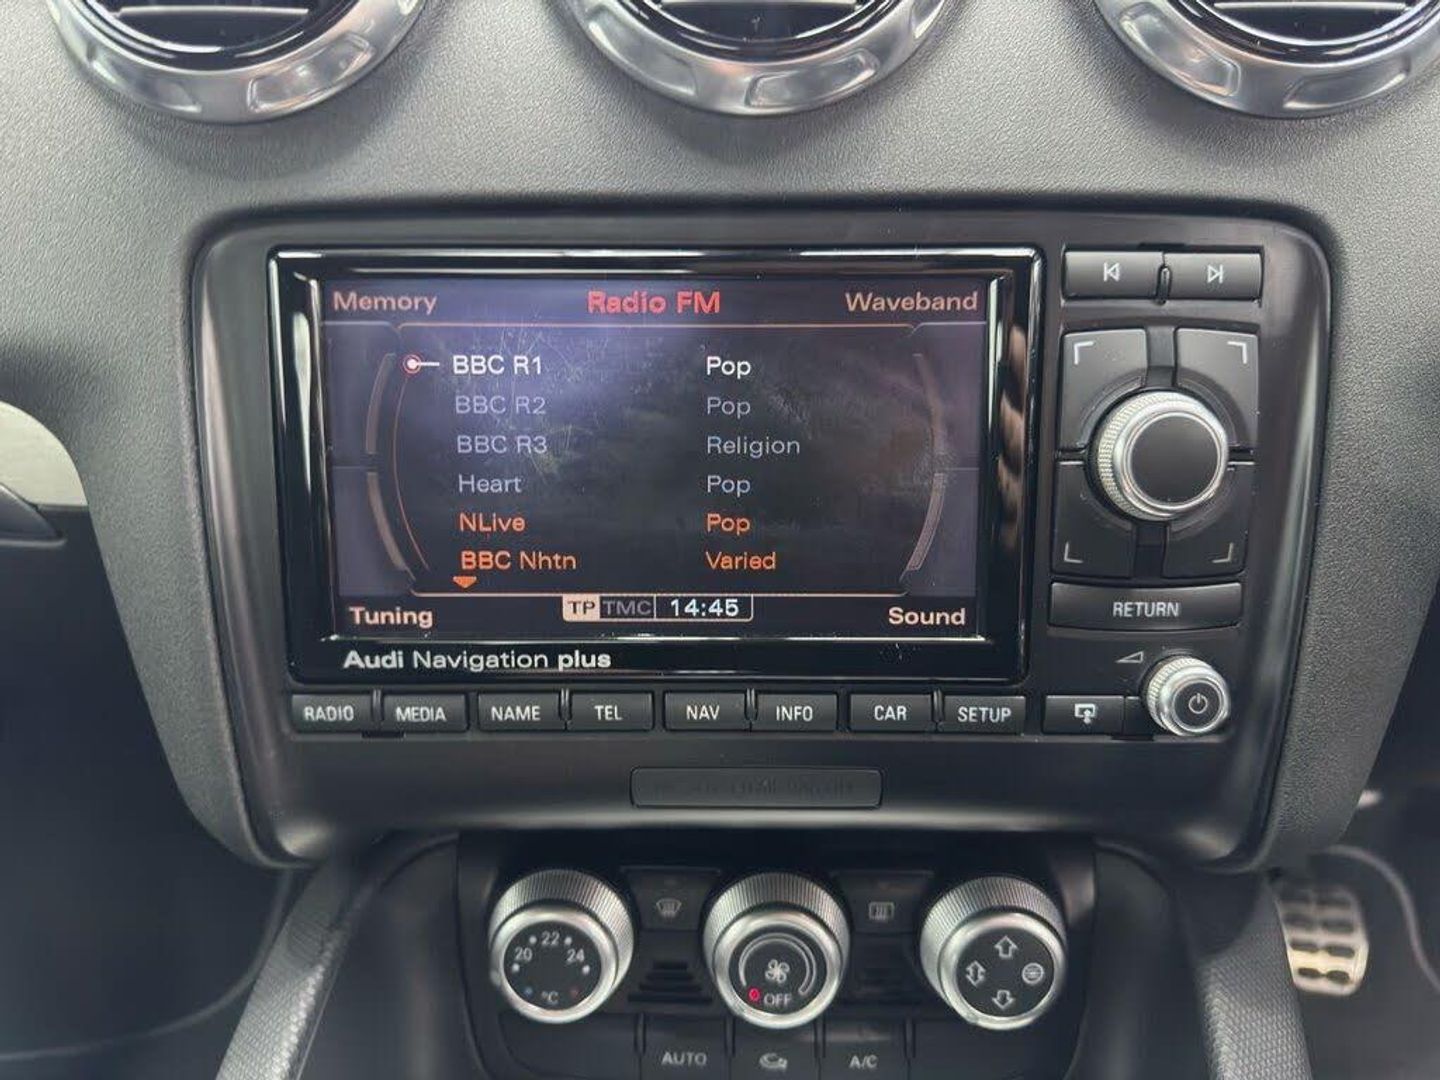 Memory Radio FM Waveband
BBC R1 Pop
BBC R2 Pop
BBC R3 Religion
Heart Pop
NLive Pop
BBC Nhtn Varied
Tuning TP TMC 14:45 Sound
RETURN
Audi Navigation plus
RADIO MEDIA NAME TEL NAV INFO CAR SETUP
20 22 24
°C
OFF
AUTO A/C